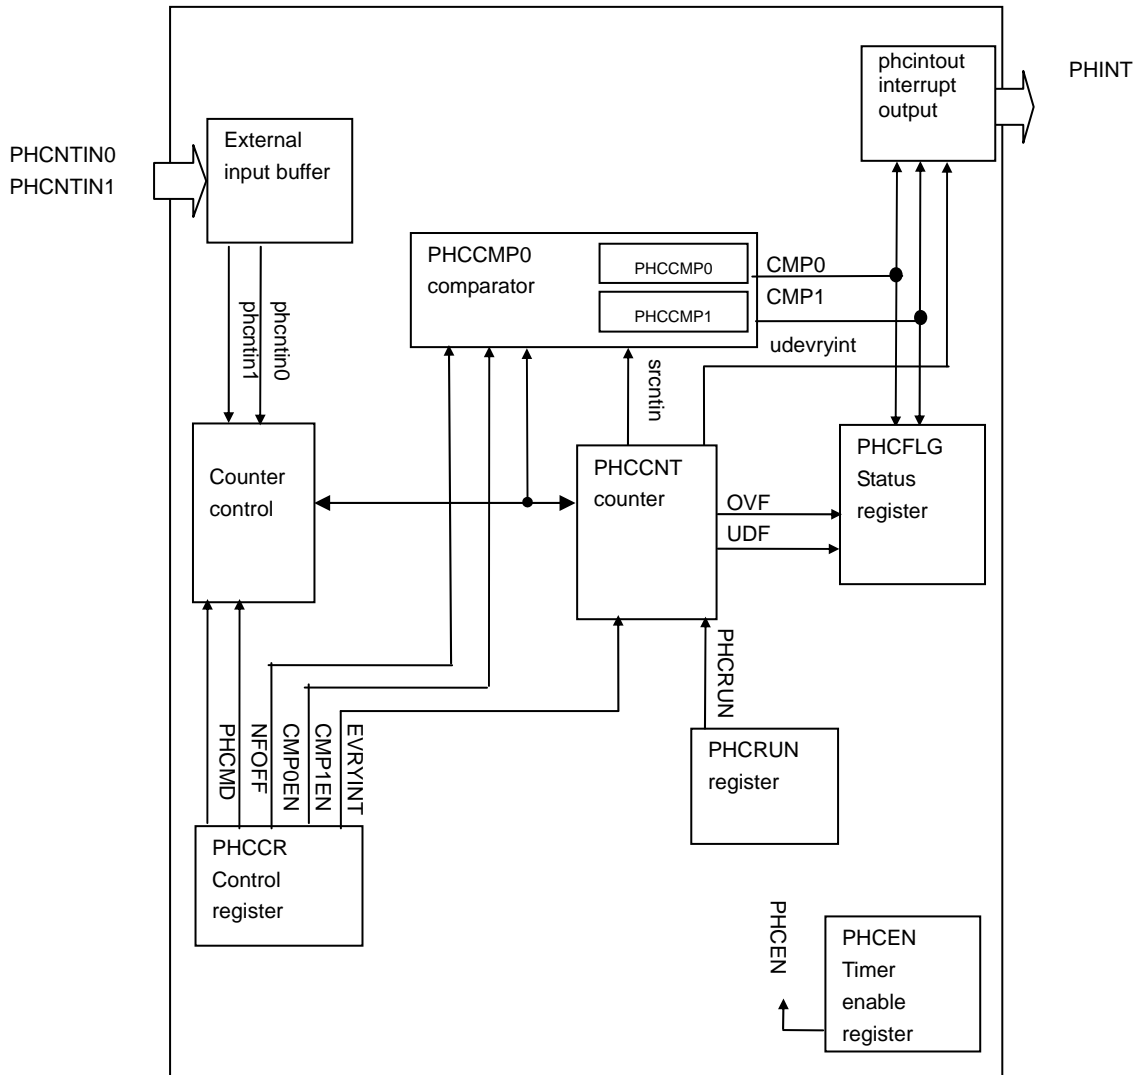 phcintout
interrupt
output
PHINT
External
input buffer
PHCNTIN0
PHCNTIN1
PHCCMP0
comparator
PHCCMP0
PHCCMP1
CMP0
CMP1
udevryint
phcntin1
phcntin0
srcntin
Counter
control
PHCCNT
counter
OVF
UDF
PHCFLG
Status
register
PHCMD
NFOFF
CMP0EN
CMP1EN
EVRYINT
PHCRUN
PHCRUN
register
PHCCR
Control
register
PHCEN
PHCEN
Timer
enable
register